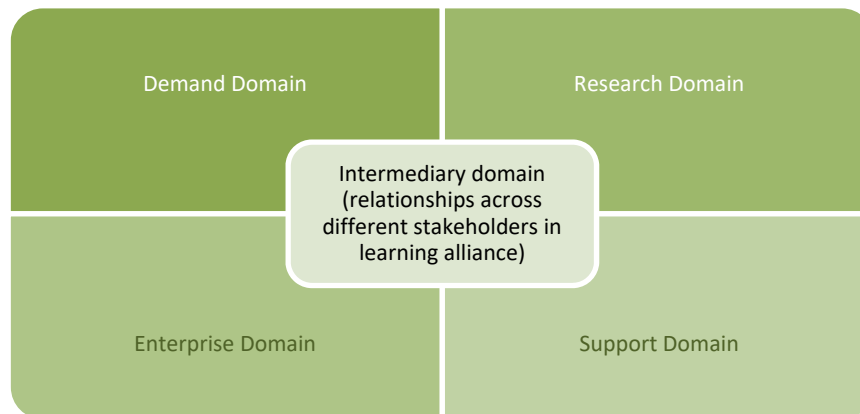 Demand Domain
Research Domain
Intermediary domain
(relationships across
different stakeholders in
learning alliance)
Enterprise Domain
Support Domain